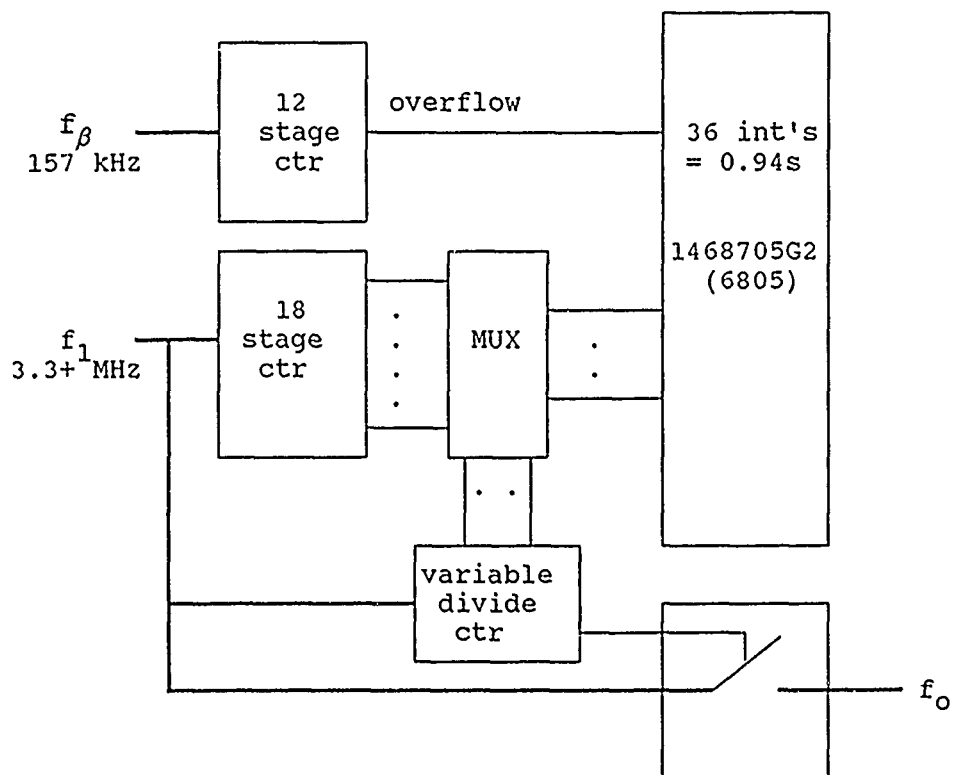 f_β
157 kHz
12
stage
ctr
overflow
36 int's
= 0.94s
1468705G2
(6805)
f_1
3.3+ MHz
18
stage
ctr
MUX
variable
divide
ctr
f_o